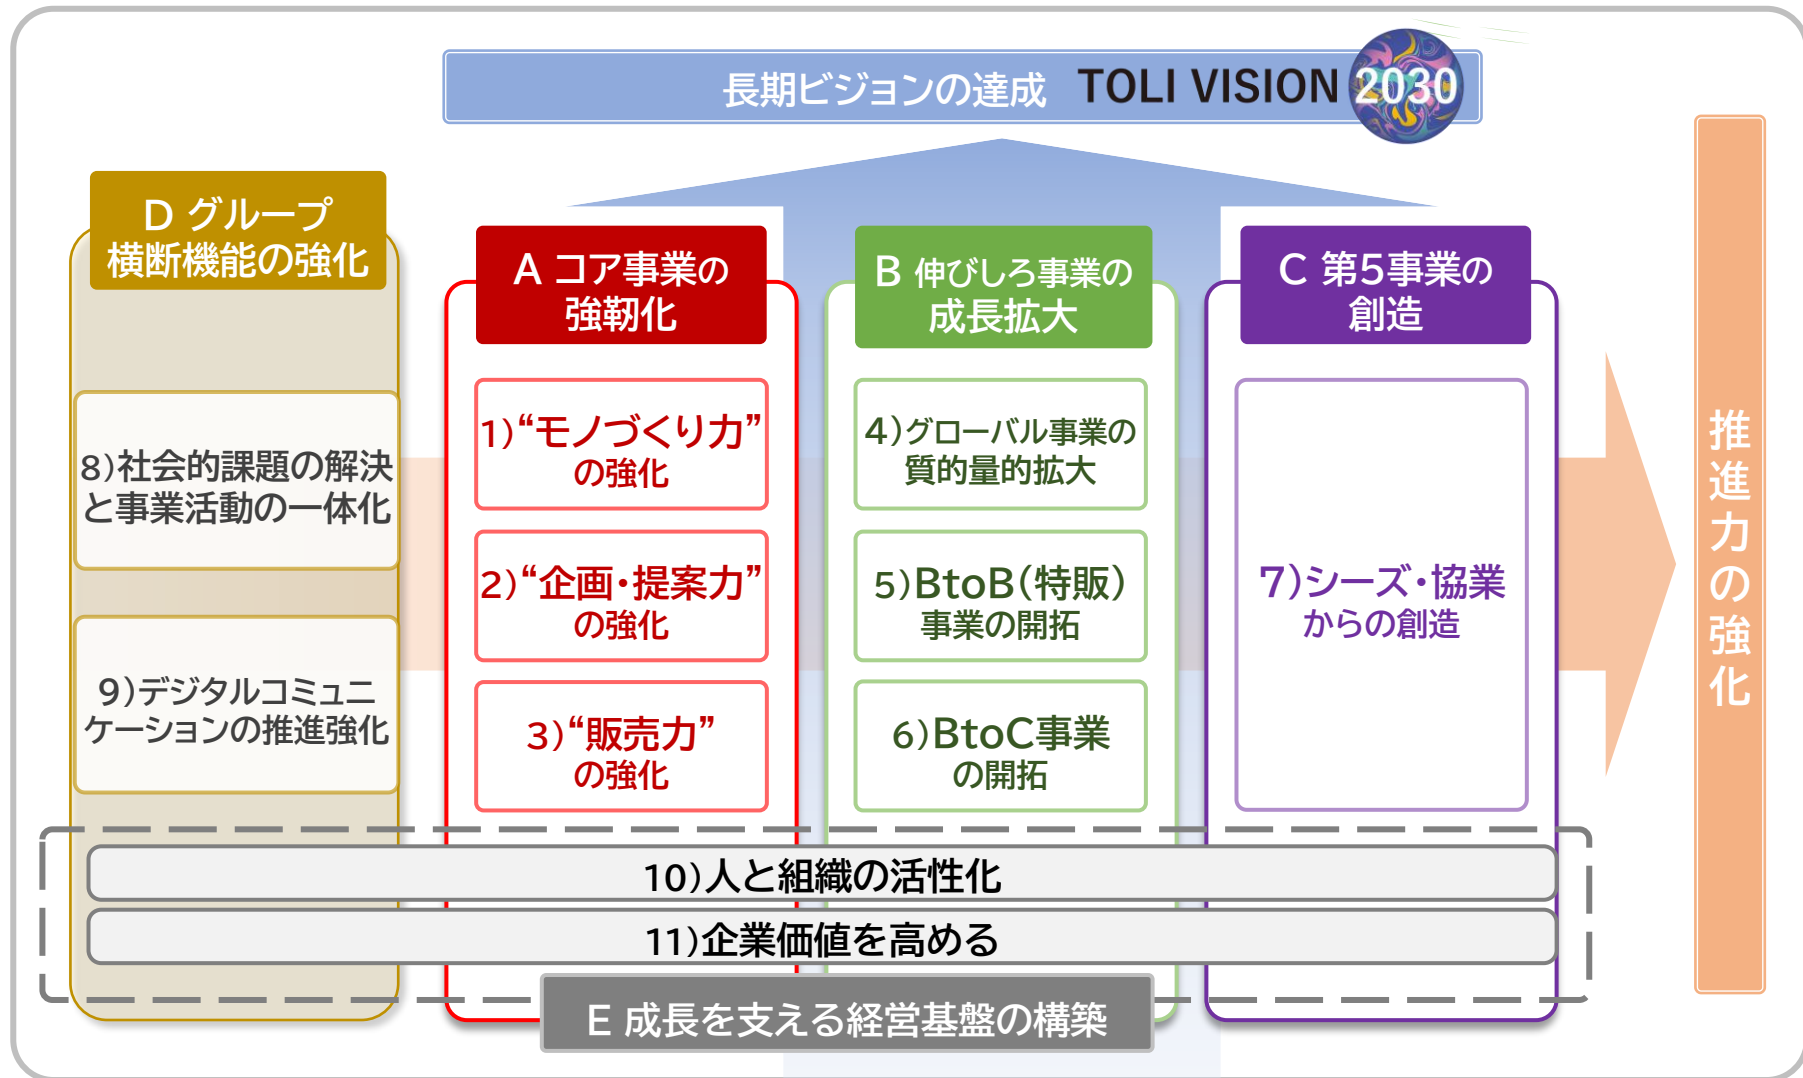 長期ビジョンの達成 TOLI VISION 2030
D グループ
横断機能の強化
8)社会的課題の解決
と事業活動の一体化
9)デジタルコミュニ
ケーションの推進強化
A コア事業の
強靭化
1)“モノづくり力”
の強化
2)“企画・提案力”
の強化
3)“販売力”
の強化
B 伸びしろ事業の
成長拡大
4)グローバル事業の
質的量的拡大
5)BtoB(特販)
事業の開拓
6)BtoC事業
の開拓
C 第5事業の
創造
7)シーズ・協業
からの創造
推進力の強化
10)人と組織の活性化
11)企業価値を高める
E 成長を支える経営基盤の構築